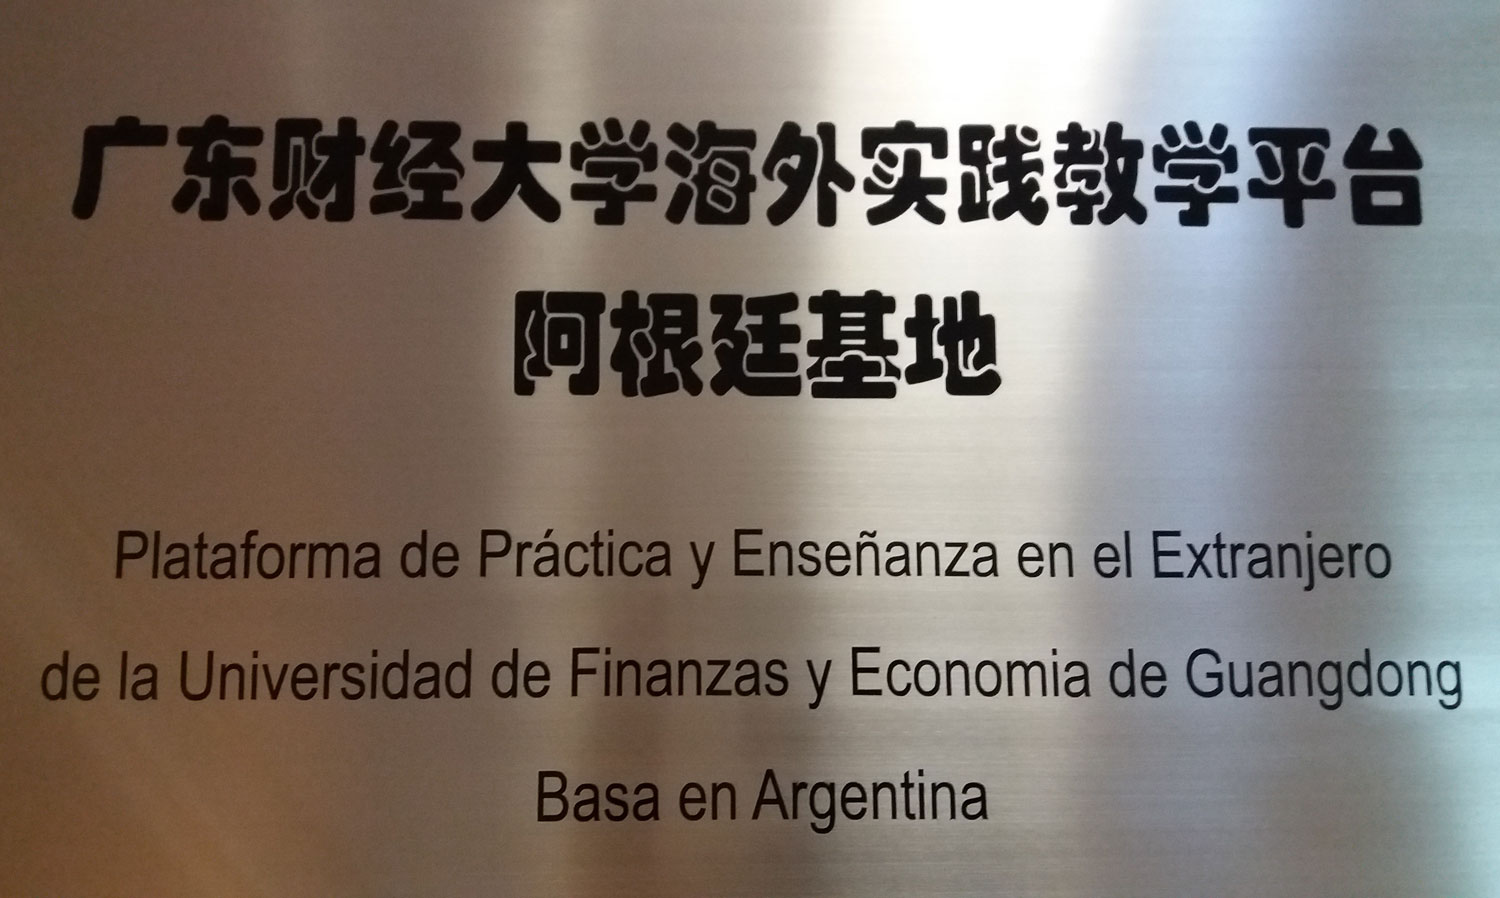 广东财经大学海外实践教学平台
阿根廷基地
Plataforma de Práctica y Enseñanza en el Extranjero
de la Universidad de Finanzas y Economia de Guangdong
Basa en Argentina